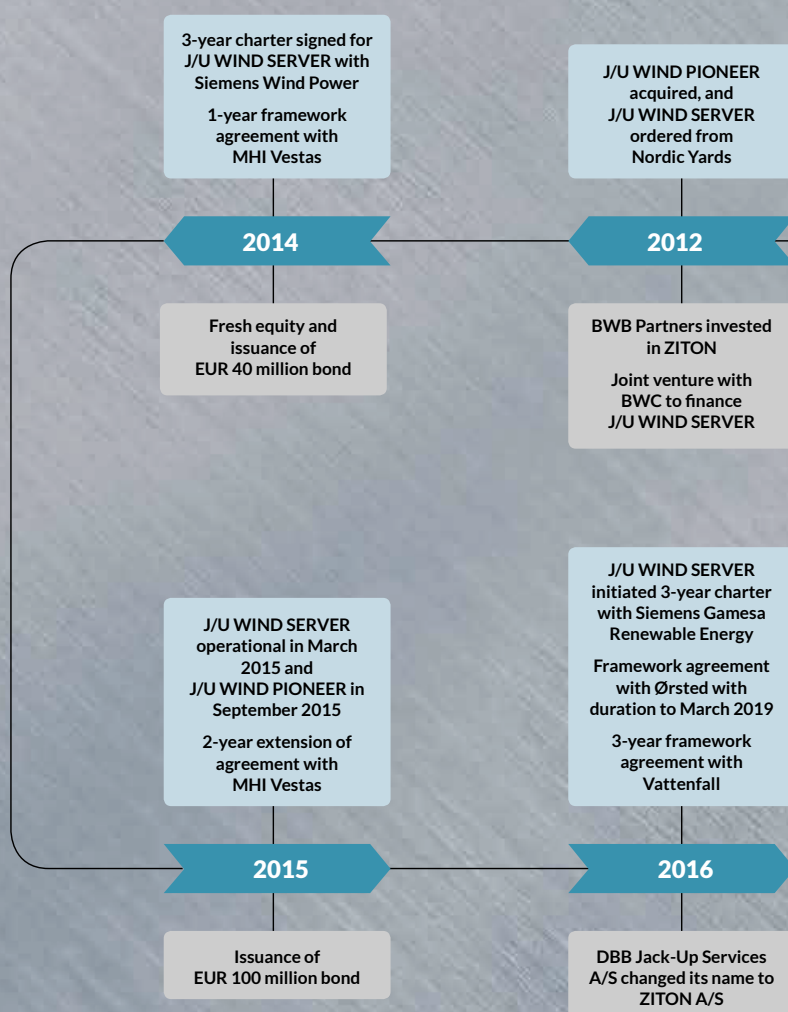 3-year charter signed for
J/U WIND SERVER with
Siemens Wind Power
1-year framework
agreement with
MHI Vestas
2014
Fresh equity and
issuance of
EUR 40 million bond
J/U WIND PIONEER
acquired, and
J/U WIND SERVER
ordered from
Nordic Yards
2012
BWB Partners invested
in ZITON
Joint venture with
BWC to finance
J/U WIND SERVER
J/U WIND SERVER
operational in March
2015 and
J/U WIND PIONEER in
September 2015
2-year extension of
agreement with
MHI Vestas
2015
Issuance of
EUR 100 million bond
J/U WIND SERVER
initiated 3-year charter
with Siemens Gamesa
Renewable Energy
Framework agreement
with Ørsted with
duration to March 2019
3-year framework
agreement with
Vattenfall
2016
DBB Jack-Up Services
A/S changed its name to
ZITON A/S